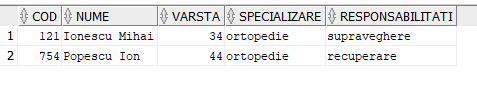 COD NUME VARSTA SPECIALIZARE RESPONSABILITATI
1 121 Ionescu Mihai 34 ortopedie supraveghere
2 754 Popescu Ion 44 ortopedie recuperare